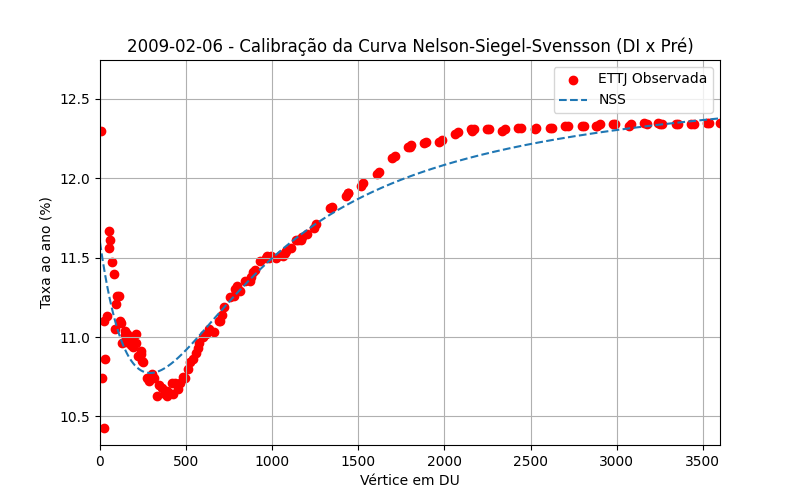 2009-02-06 - Calibração da Curva Nelson-Siegel-Svensson (DI x Pré)
ETTJ Observada
NSS
Taxa ao ano (%)
12.5
12.0
11.5
11.0
10.5
0 500 1000 1500 2000 2500 3000 3500
Vértice em DU